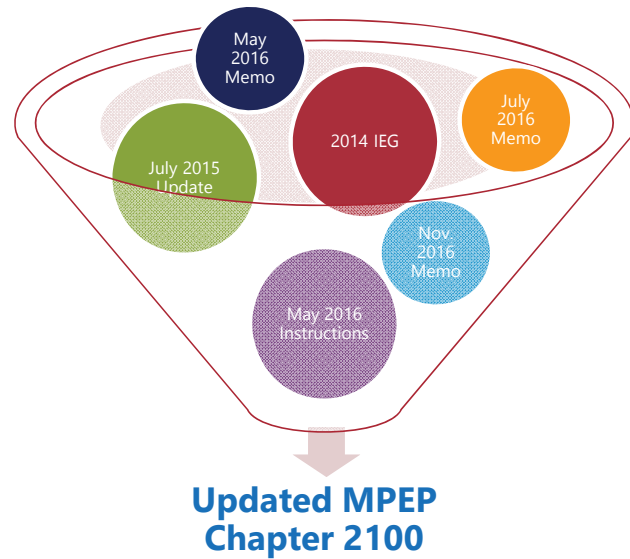 May
2016
Memo
July
2016
Memo
2014 IEG
July 2015
Update
Nov.
2016
Memo
May 2016
Instructions
Updated MPEP
Chapter 2100